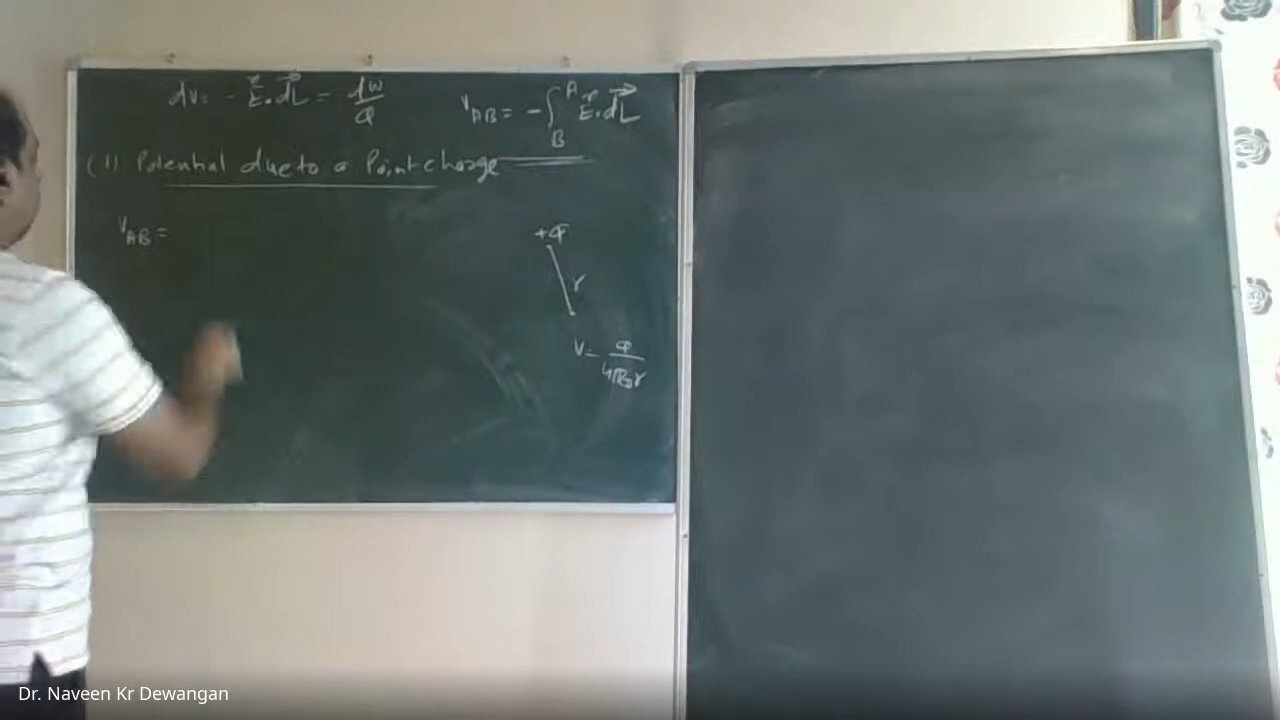 dv = - E⃗.dL⃗ = dW/Q
V_AB = -∫_B^A E⃗.dL⃗
(1) Potential due to a Point charge
V_AB =
+Q
r
V = Q/4πε₀r
Dr. Naveen Kr Dewangan